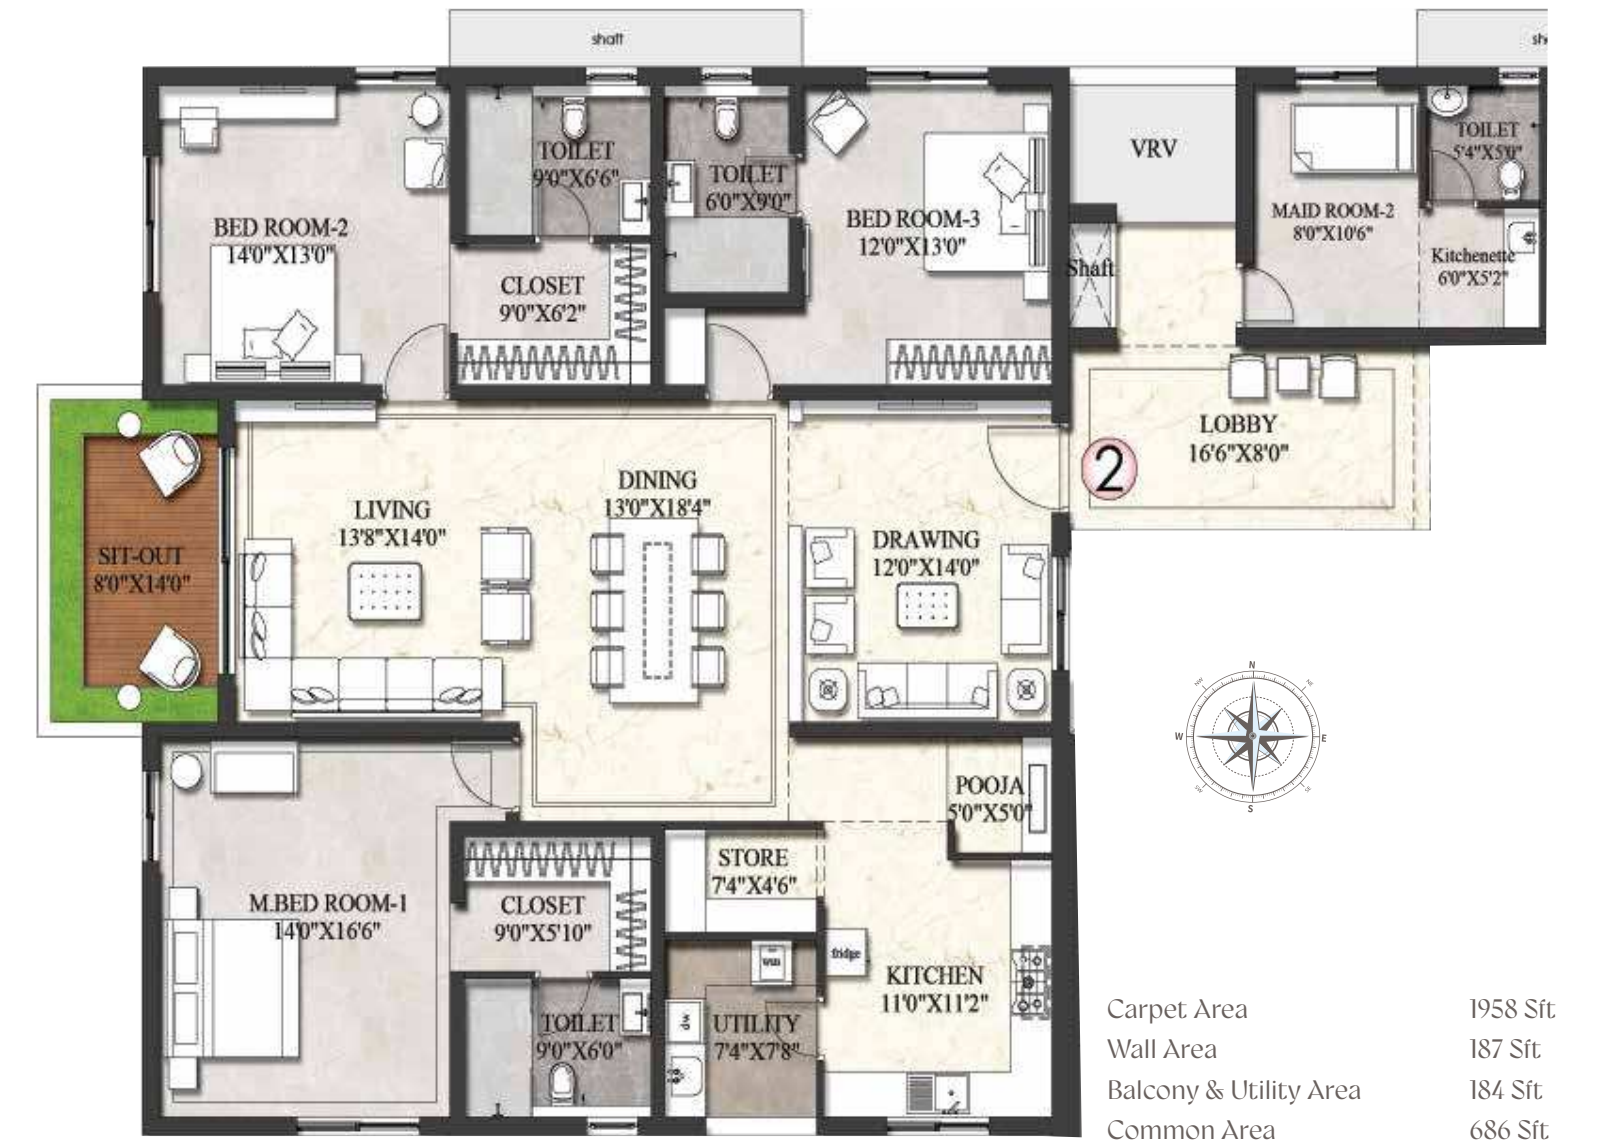 shaft
BED ROOM-2
14'0"X13'0"
TOILET
9'0"X6'6"
CLOSET
9'0"X6'2"
TOILET
6'0"X9'0"
BED ROOM-3
12'0"X13'0"
VRV
Shaft
MAID ROOM-2
8'0"X10'6"
TOILET
5'4"X5'0"
Kitchenette
6'0"X5'2"
LOBBY
16'6"X8'0"
2
SIT-OUT
8'0"X14'0"
LIVING
13'8"X14'0"
DINING
13'0"X18'4"
DRAWING
12'0"X14'0"
N
W
E
S
POOJA
5'0"X5'0"
M.BED ROOM-1
14'0"X16'6"
CLOSET
9'0"X5'10"
TOILET
9'0"X6'0"
STORE
7'4"X4'6"
fridge
KITCHEN
11'0"X11'2"
UTILITY
7'4"X7'8"
Carpet Area 1958 Sft
Wall Area 187 Sft
Balcony & Utility Area 184 Sft
Common Area 686 Sft